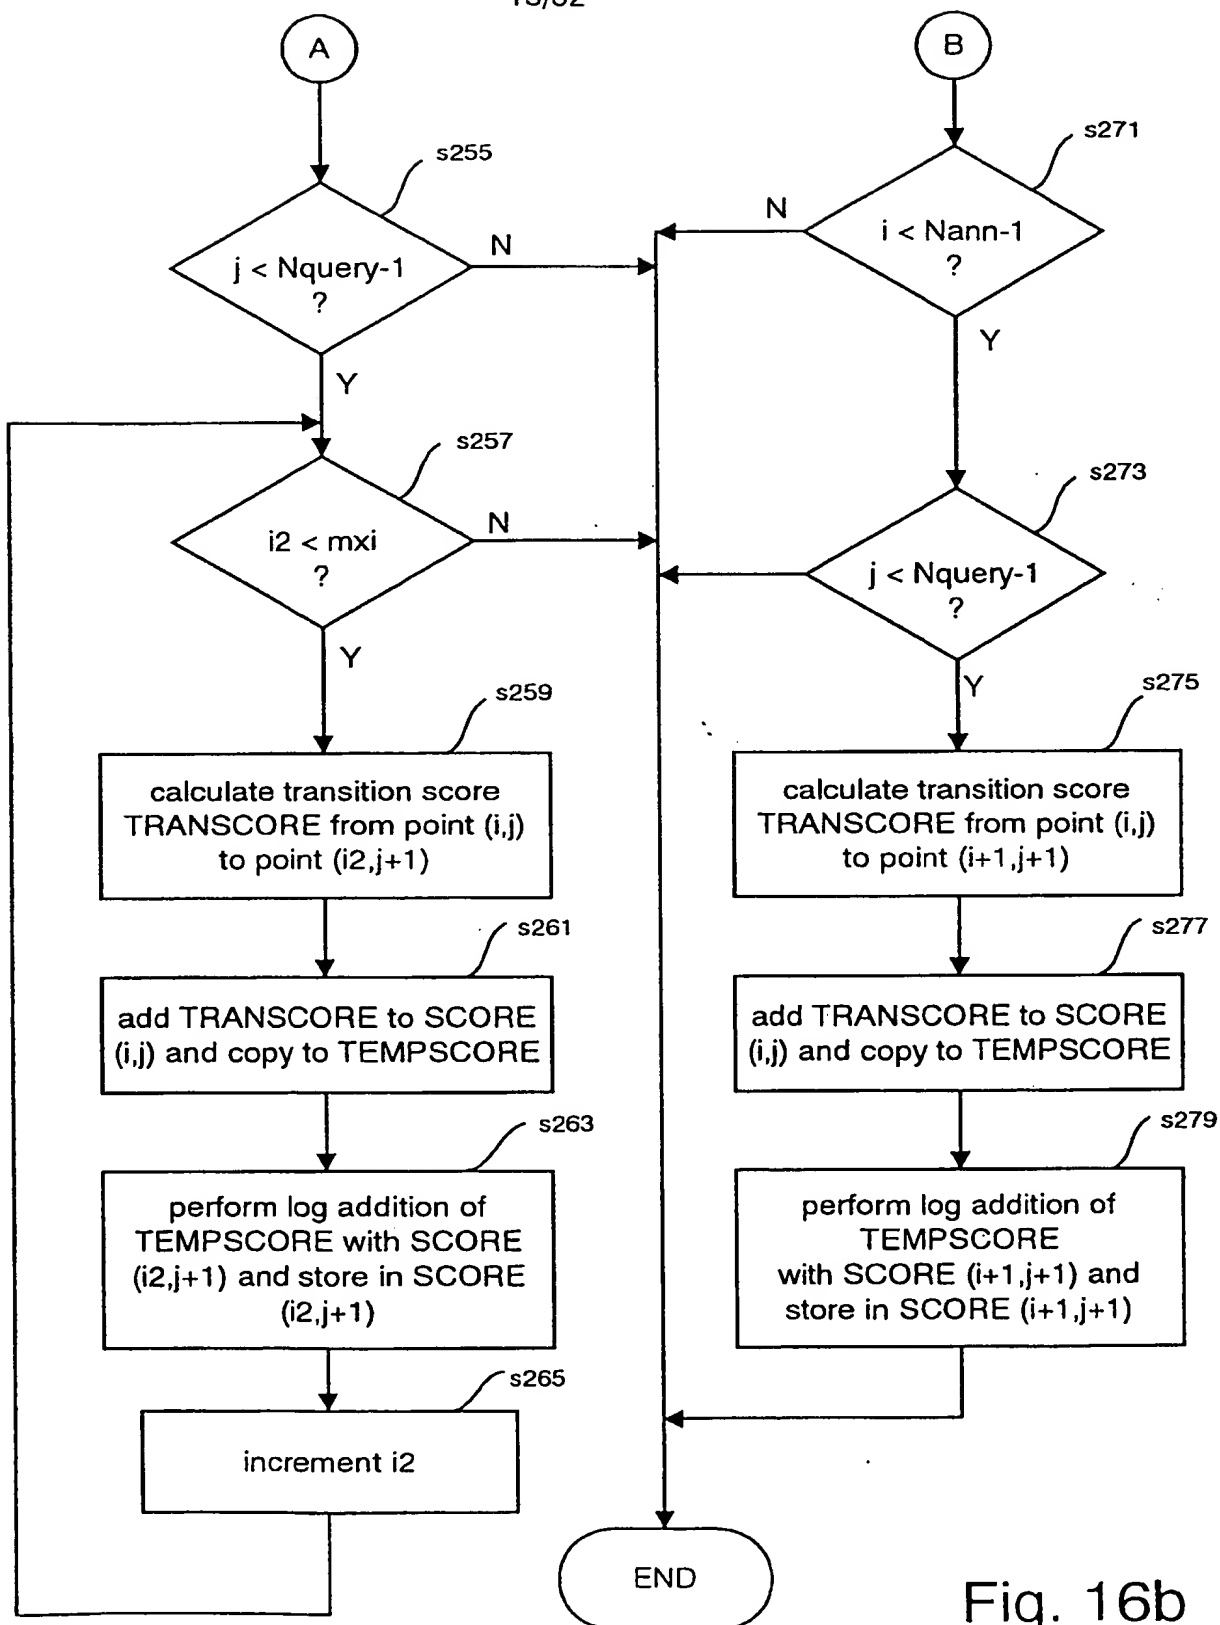 A
s255
j < Nquery-1
?
N
Y
s257
i2 < mxi
?
N
Y
s259
calculate transition score
TRANSCORE from point (i,j)
to point (i2,j+1)
s261
add TRANSCORE to SCORE
(i,j) and copy to TEMPSCORE
s263
perform log addition of
TEMPSCORE with SCORE
(i2,j+1) and store in SCORE
(i2,j+1)
s265
increment i2
B
s271
i < Nann-1
?
N
Y
s273
j < Nquery-1
?
Y
s275
calculate transition score
TRANSCORE from point (i,j)
to point (i+1,j+1)
s277
add TRANSCORE to SCORE
(i,j) and copy to TEMPSCORE
s279
perform log addition of
TEMPSCORE
with SCORE (i+1,j+1) and
store in SCORE (i+1,j+1)
END
Fig. 16b